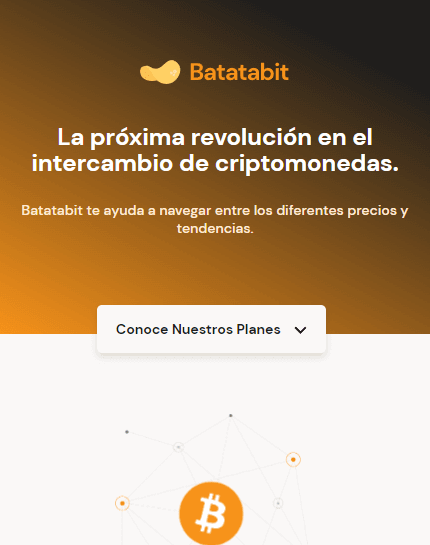 Batatabit
La próxima revolución en el
intercambio de criptomonedas.
Batatabit te ayuda a navegar entre los diferentes precios y
tendencias.
Conoce Nuestros Planes